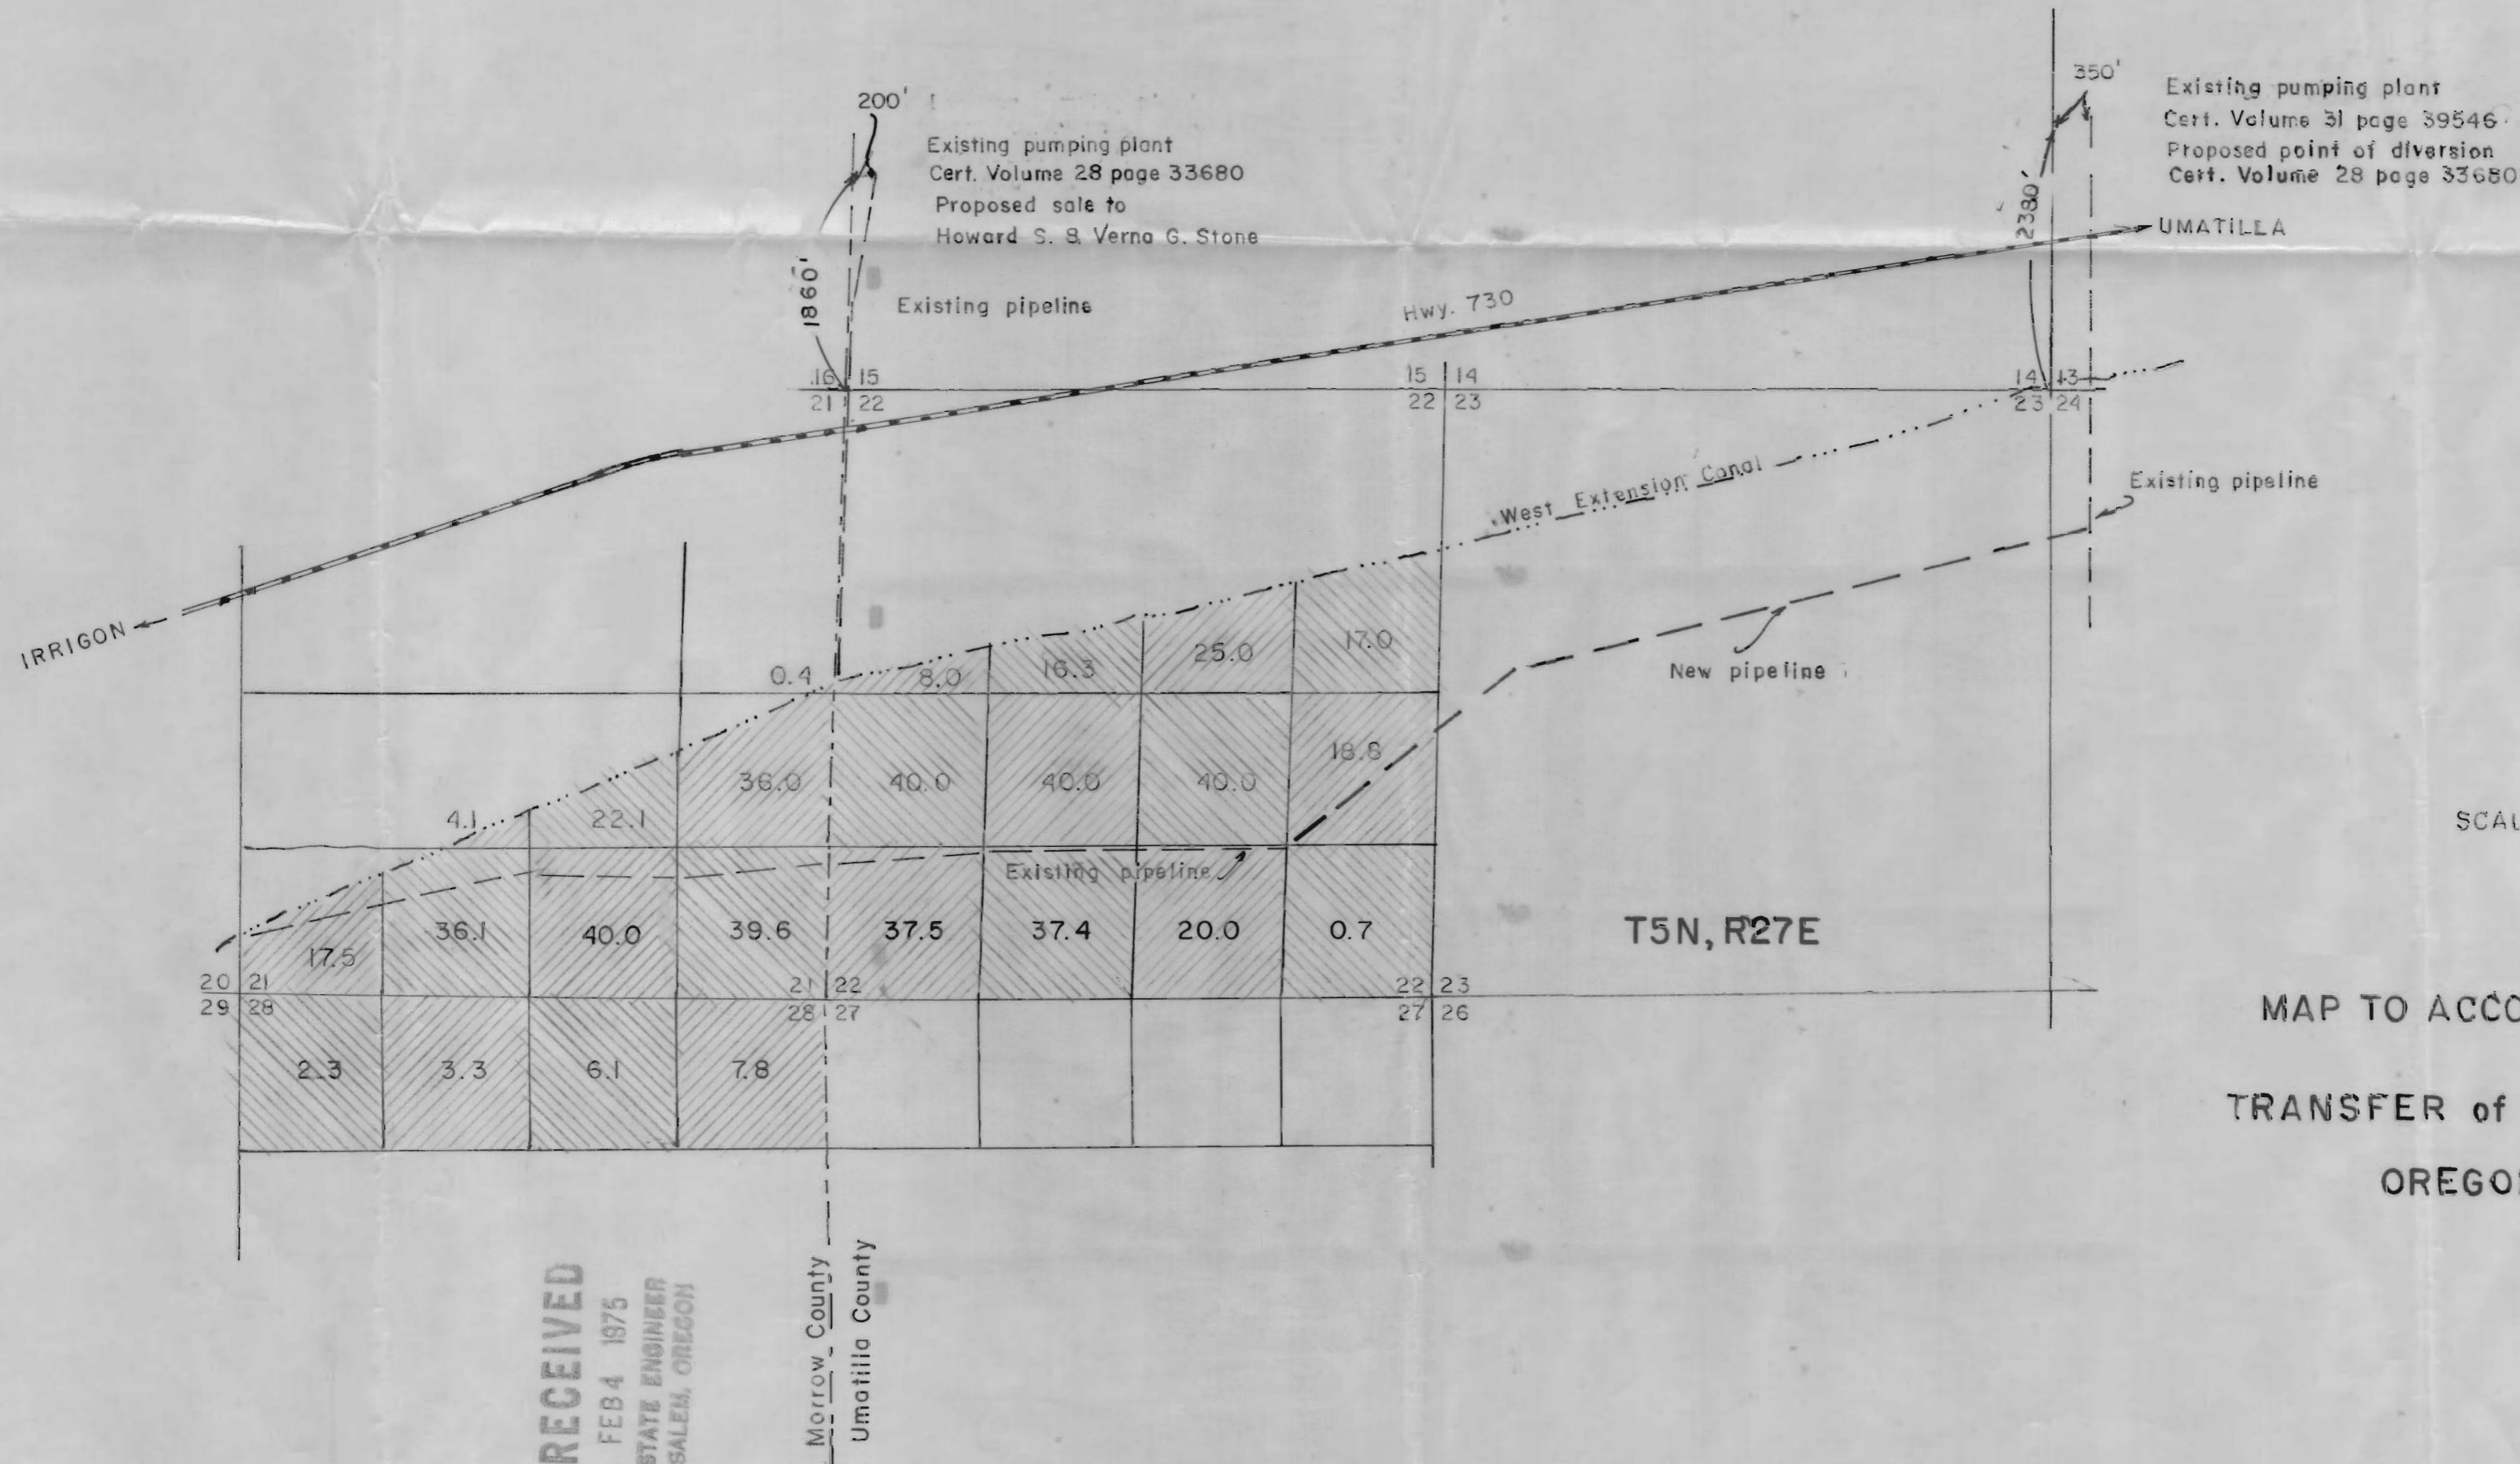 200'
Existing pumping plant
Cert. Volume 28 page 33680
Proposed sale to
Howard S. & Verna G. Stone
350'
Existing pumping plant
Cert. Volume 31 page 39546
Proposed point of diversion
Cert. Volume 28 page 33680
2380'
UMATILLA
1860'
Existing pipeline
Hwy. 730
16 15
21 22
15 14
22 23
14 13
23 24
West Extension Canal
Existing pipeline
IRRIGON
New pipeline
0.4 8.0 16.3 25.0 17.0
4.1 22.1 36.0 40.0 40.0 40.0 18.8
SCAL
Existing pipeline
17.5 36.1 40.0 39.6 37.5 37.4 20.0 0.7
T5N, R27E
20 21
29 28
21 22
28 27
22 23
27 26
MAP TO ACCO
2.3 3.3 6.1 7.8
TRANSFER of
OREGO
RECEIVED
FEB 4 1975
STATE ENGINEER
SALEM, OREGON
Morrow County
Umatilla County